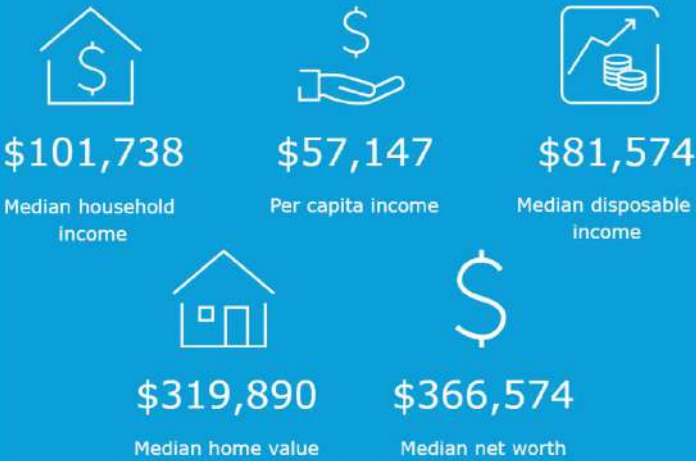 $101,738
Median household
income
$57,147
Per capita income
$81,574
Median disposable
income
$319,890
Median home value
$366,574
Median net worth